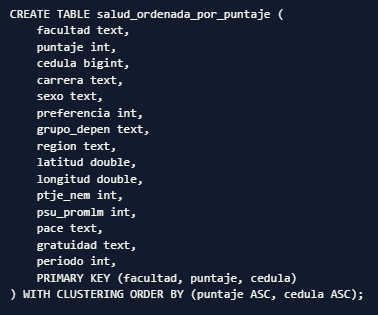 CREATE TABLE salud_ordenada_por_puntaje (
    facultad text,
    puntaje int,
    cedula bigint,
    carrera text,
    sexo text,
    preferencia int,
    grupo_depen text,
    region text,
    latitud double,
    longitud double,
    ptje_nem int,
    psu_promlm int,
    pace text,
    gratuidad text,
    periodo int,
    PRIMARY KEY (facultad, puntaje, cedula)
) WITH CLUSTERING ORDER BY (puntaje ASC, cedula ASC);